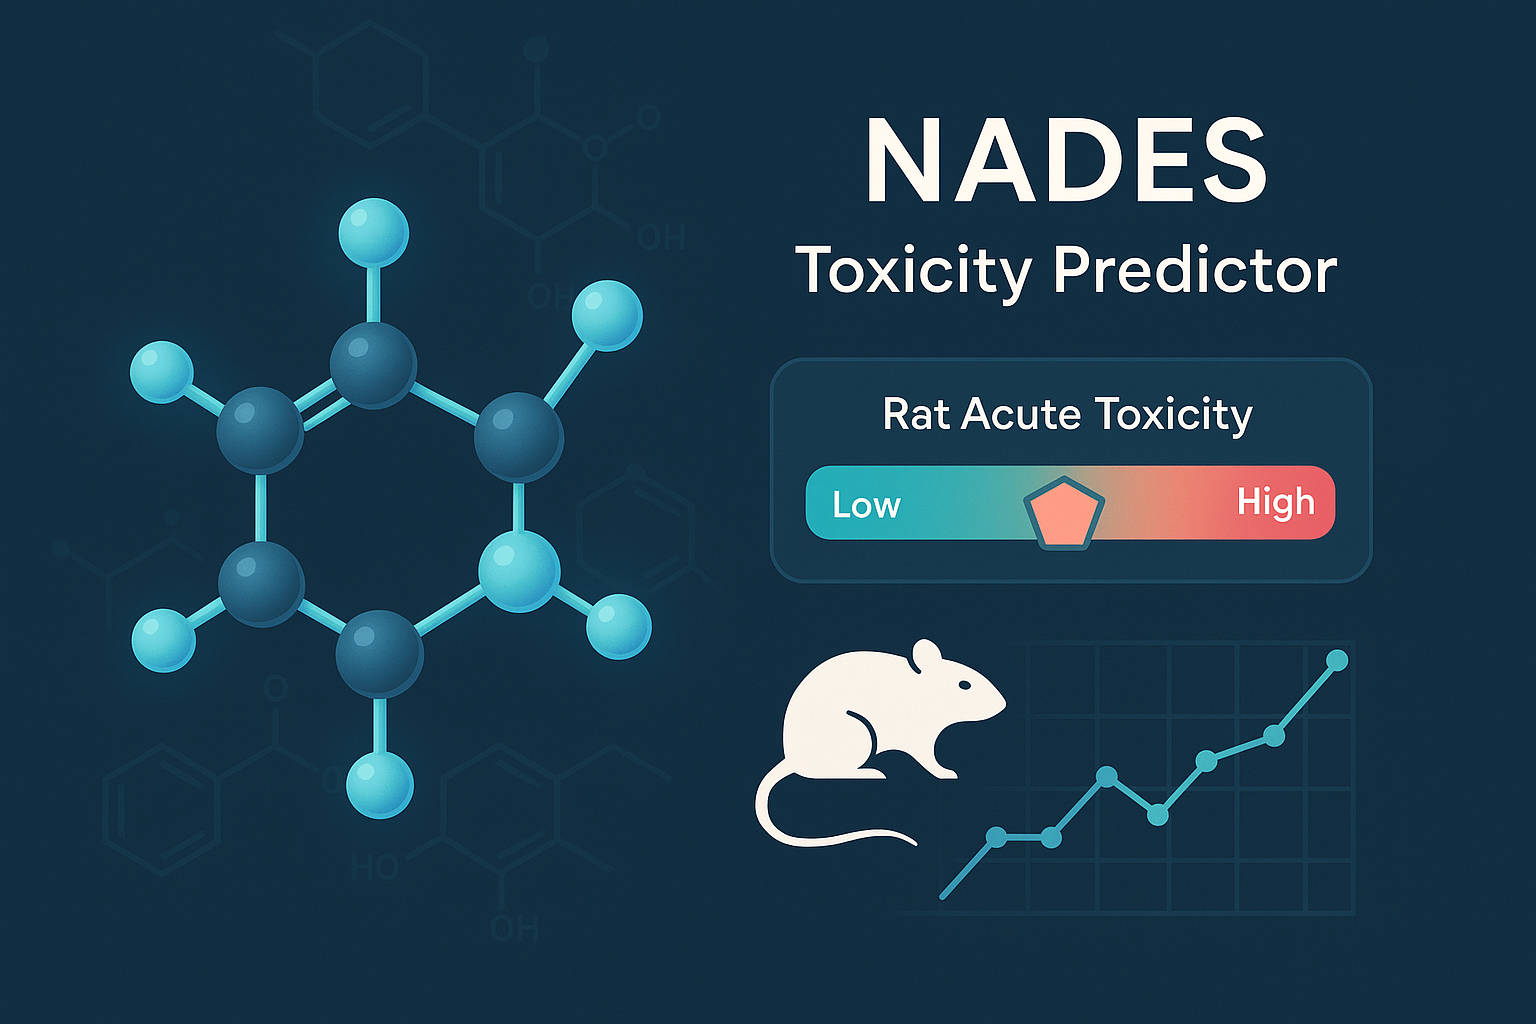 NADES
Toxicity Predictor
Rat Acute Toxicity
Low
High
O
O
OH
OH
O
HO
OH